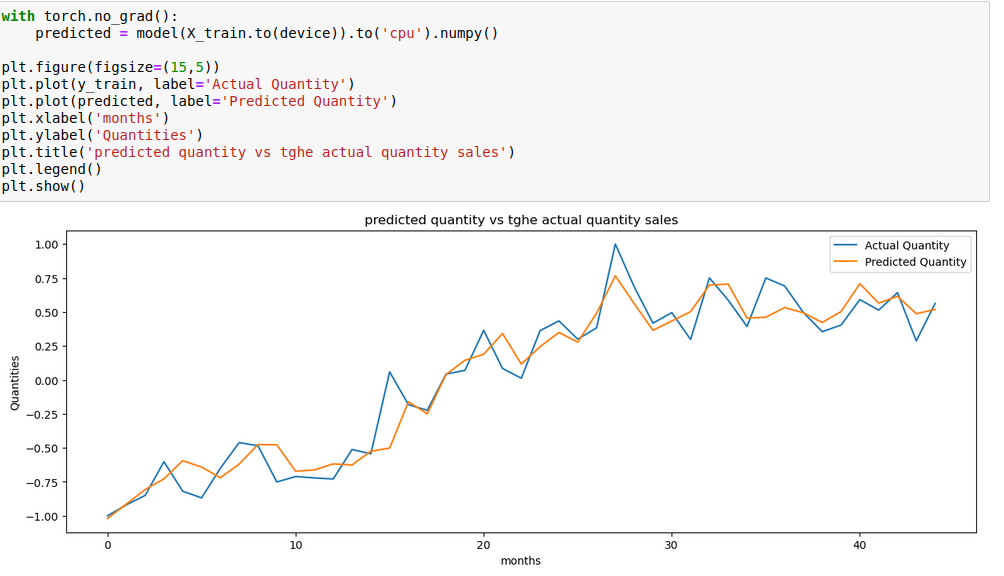 with torch.no_grad():
    predicted = model(X_train.to(device)).to('cpu').numpy()
plt.figure(figsize=(15,5))
plt.plot(y_train, label='Actual Quantity')
plt.plot(predicted, label='Predicted Quantity')
plt.xlabel('months')
plt.ylabel('Quantities')
plt.title('predicted quantity vs tghe actual quantity sales')
plt.legend()
plt.show()
predicted quantity vs tghe actual quantity sales
Actual Quantity
Predicted Quantity
1.00
0.75
0.50
0.25
0.00
−0.25
−0.50
−0.75
−1.00
Quantities
0 10 20 30 40
months